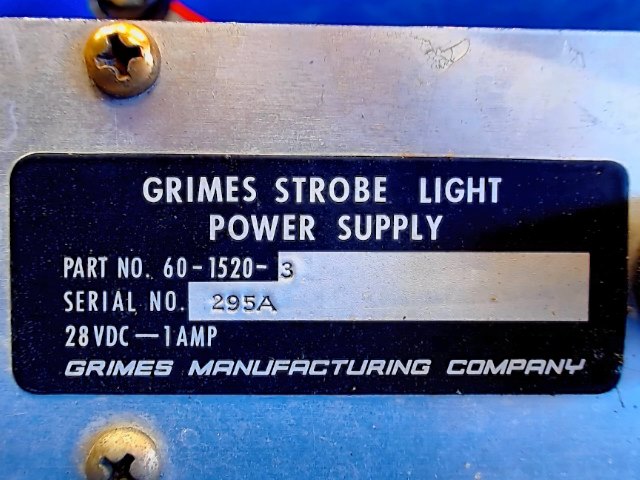 GRIMES STROBE LIGHT
POWER SUPPLY
PART NO. 60-1520-3
SERIAL NO. 295A
28VDC—1AMP
GRIMES MANUFACTURING COMPANY